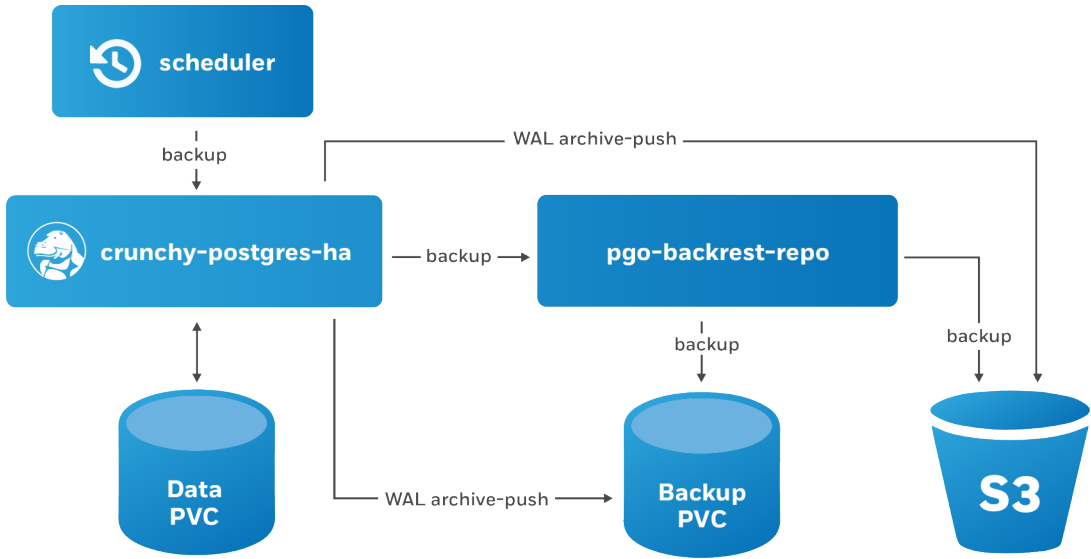 scheduler
WAL archive-push
backup
crunchy-postgres-ha
backup
pgo-backrest-repo
backup
backup
Data
PVC
WAL archive-push
Backup
PVC
S3